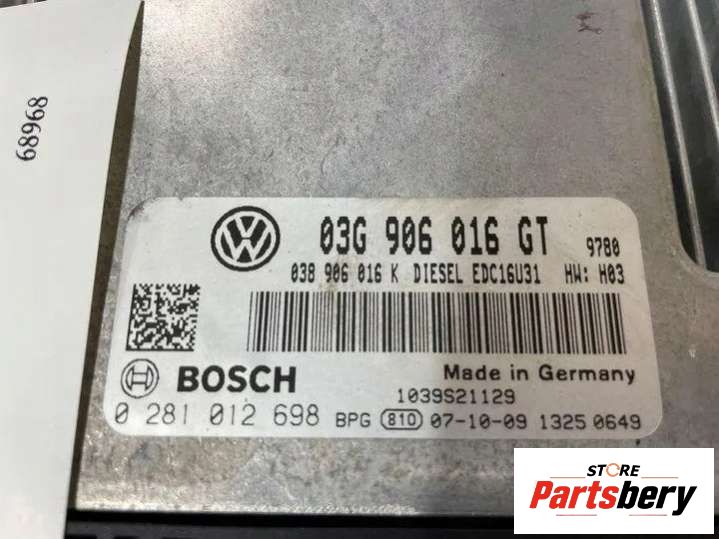 68968
VW
03G 906 016 GT 9780
038 906 016 K DIESEL EDC16U31 HW: H03
BOSCH Made in Germany
1039S21129
0 281 012 698 BPG 810 07-10-09 1325 0649
STORE
Partsbery